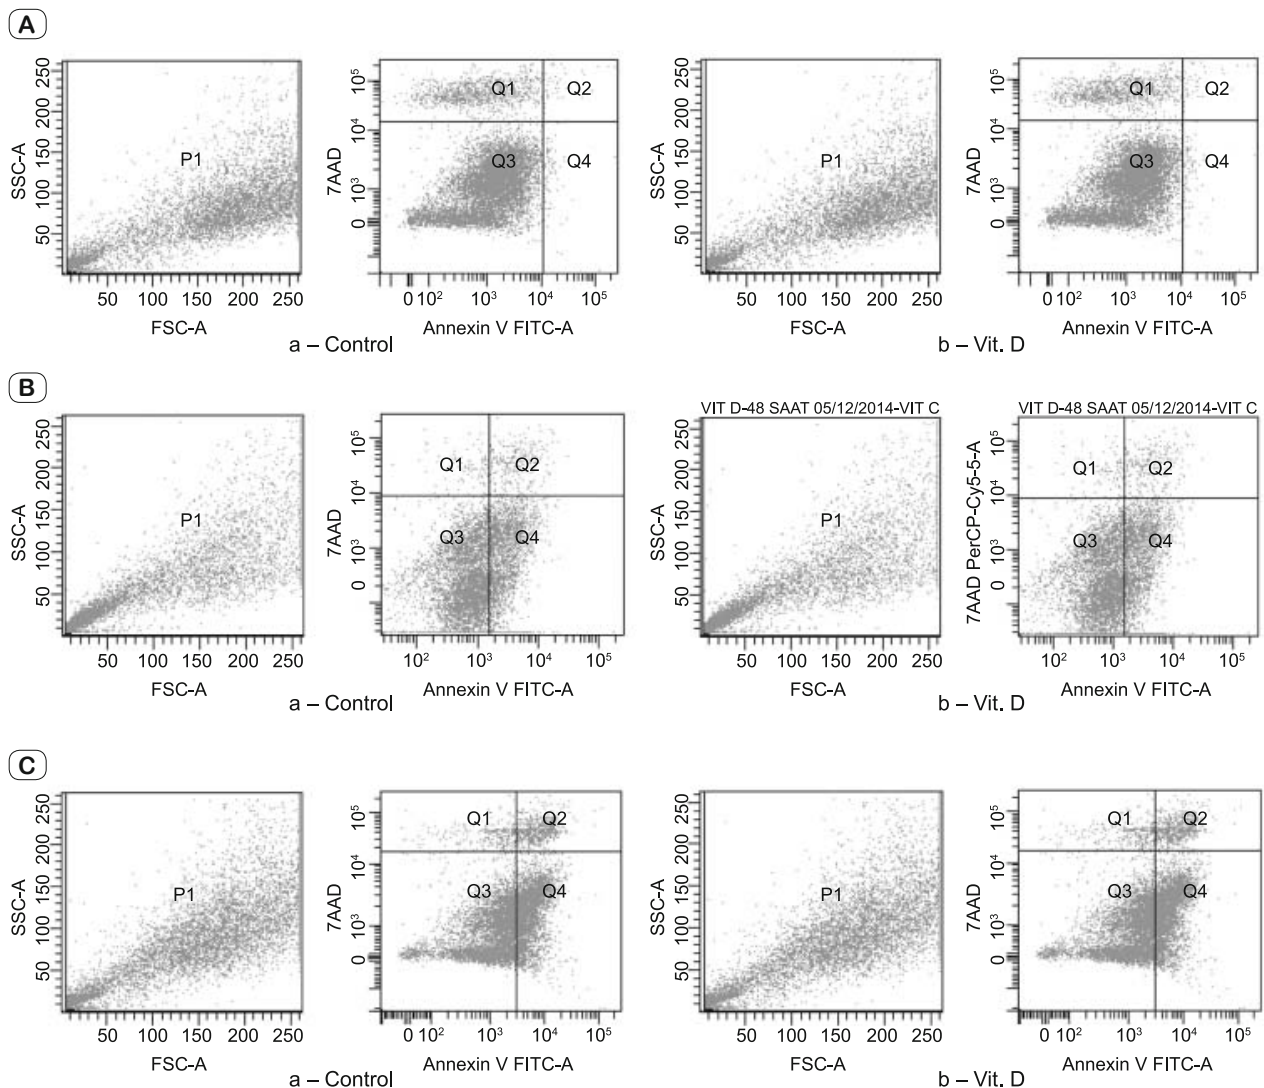 A
SSC-A
250
200
150
100
50
P1
50 100 150 200 250
FSC-A
7AAD
10⁵
10⁴
10³
0
Q1 Q2
Q3 Q4
0 10² 10³ 10⁴ 10⁵
Annexin V FITC-A
a – Control
SSC-A
250
200
150
100
50
P1
50 100 150 200 250
FSC-A
7AAD
10⁵
10⁴
10³
0
Q1 Q2
Q3 Q4
0 10² 10³ 10⁴ 10⁵
Annexin V FITC-A
b – Vit. D
B
SSC-A
250
200
150
100
50
P1
50 100 150 200 250
FSC-A
7AAD
10⁵
10⁴
10³
0
Q1 Q2
Q3 Q4
10² 10³ 10⁴ 10⁵
Annexin V FITC-A
a – Control
VIT D-48 SAAT 05/12/2014-VIT C
SSC-A
250
200
150
100
50
P1
50 100 150 200 250
FSC-A
VIT D-48 SAAT 05/12/2014-VIT C
7AAD PerCP-Cy5-5-A
10⁵
10⁴
10³
0
Q1 Q2
Q3 Q4
10² 10³ 10⁴ 10⁵
Annexin V FITC-A
b – Vit. D
C
SSC-A
250
200
150
100
50
P1
50 100 150 200 250
FSC-A
7AAD
10⁵
10⁴
10³
0
Q1 Q2
Q3 Q4
0 10² 10³ 10⁴ 10⁵
Annexin V FITC-A
a – Control
SSC-A
250
200
150
100
50
P1
50 100 150 200 250
FSC-A
7AAD
10⁵
10⁴
10³
0
Q1 Q2
Q3 Q4
0 10² 10³ 10⁴ 10⁵
Annexin V FITC-A
b – Vit. D